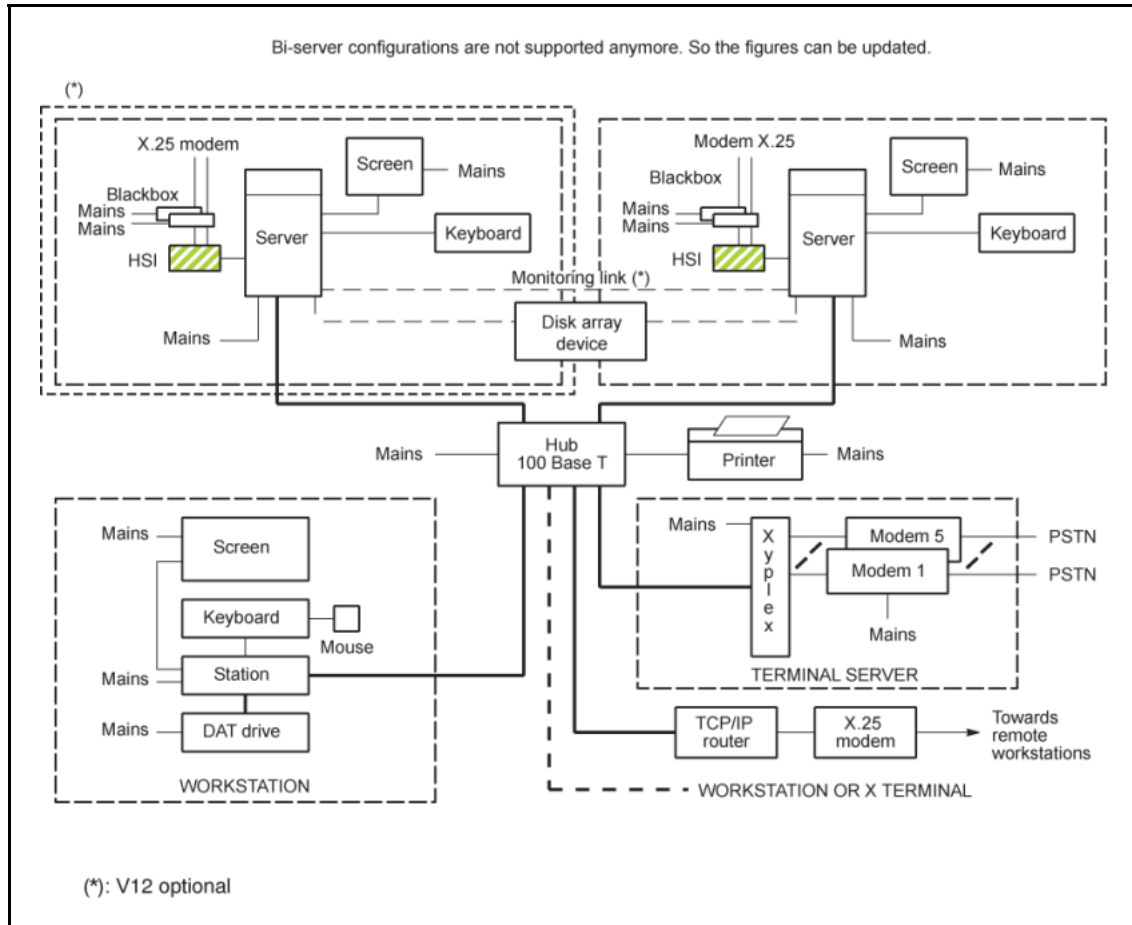 Bi-server configurations are not supported anymore. So the figures can be updated.
(*)
X.25 modem
Blackbox
Mains
Mains
HSI
Server
Screen
Mains
Keyboard
Mains
Modem X.25
Blackbox
Mains
Mains
HSI
Server
Screen
Mains
Keyboard
Mains
Monitoring link (*)
Disk array
device
Mains
Hub
100 Base T
Printer
Mains
Mains
Screen
Keyboard
Mouse
Mains
Station
Mains
DAT drive
WORKSTATION
Mains
Xyplex
Modem 5
PSTN
Modem 1
PSTN
Mains
TERMINAL SERVER
TCP/IP
router
X.25
modem
Towards
remote
workstations
WORKSTATION OR X TERMINAL
(*): V12 optional